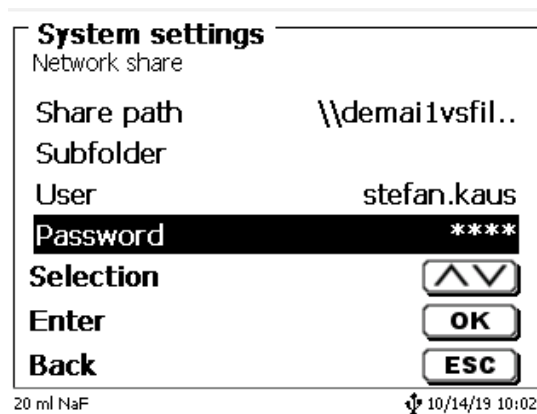 System settings
Network share
Share path \\demai1vsfil..
Subfolder
User stefan.kaus
Password ****
Selection
Enter OK
Back ESC
20 ml NaF 10/14/19 10:02